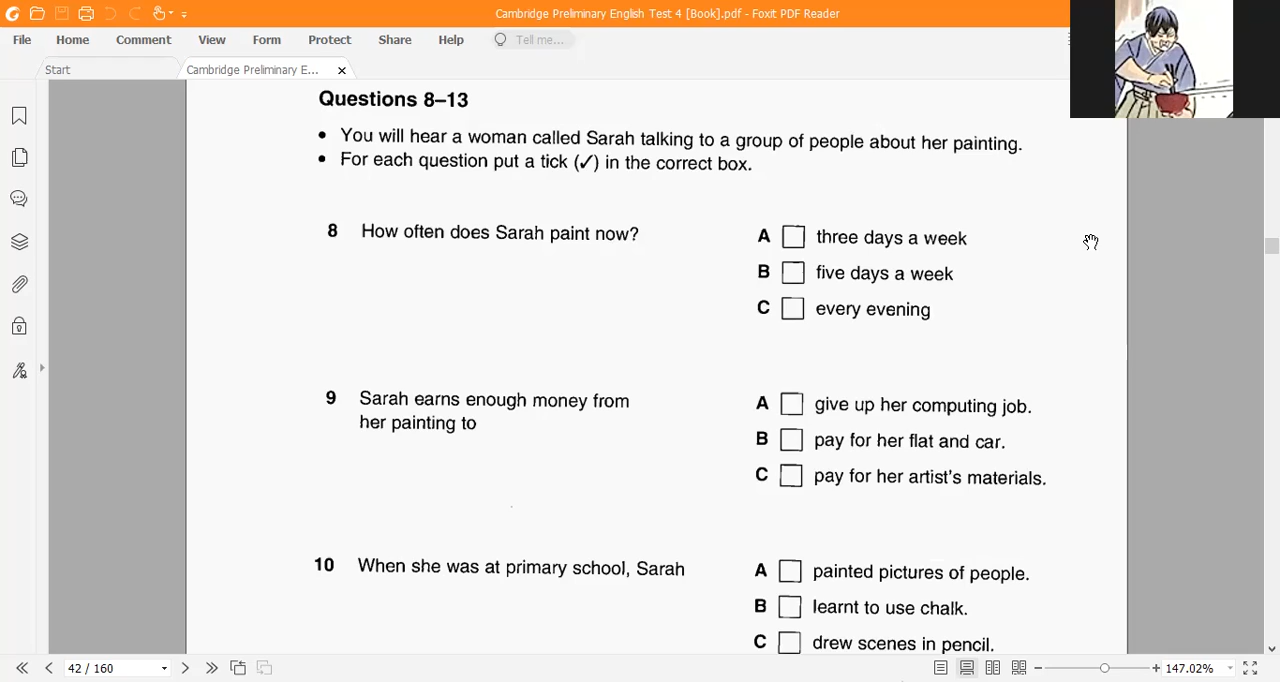 Cambridge Preliminary English Test 4 [Book].pdf - Foxit PDF Reader
File Home Comment View Form Protect Share Help Tell me...
Start Cambridge Preliminary E...
Questions 8–13
• You will hear a woman called Sarah talking to a group of people about her painting.
• For each question put a tick (✓) in the correct box.
8 How often does Sarah paint now? A three days a week
B five days a week
C every evening
9 Sarah earns enough money from A give up her computing job.
her painting to
B pay for her flat and car.
C pay for her artist's materials.
10 When she was at primary school, Sarah A painted pictures of people.
B learnt to use chalk.
C drew scenes in pencil.
42 / 160 147.02%